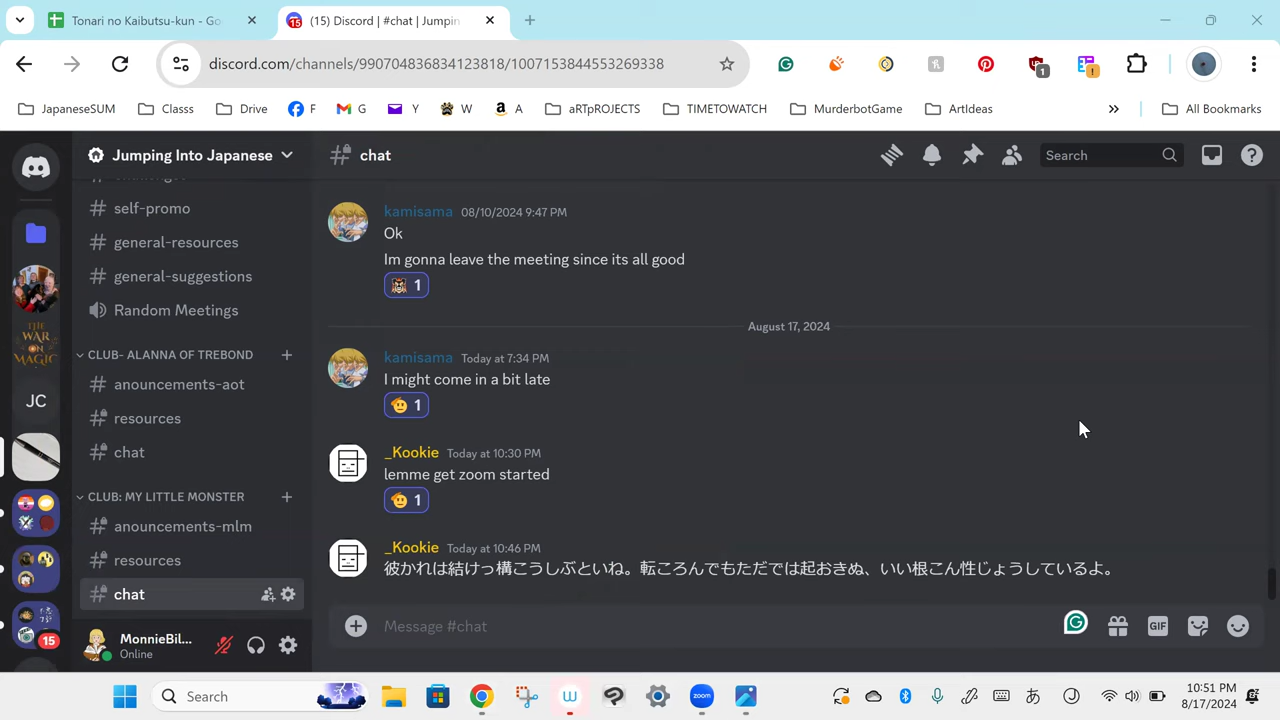 Tonari no Kaibutsu-kun - Go
(15) Discord | #chat | Jumpin
discord.com/channels/990704836834123818/1007153844553269338
1
JapaneseSUM
Classs
Drive
F
G
Y
W
A
aRTpROJECTS
TIMETOWATCH
MurderbotGame
ArtIdeas
All Bookmarks
Jumping Into Japanese
chat
Search
self-promo
general-resources
general-suggestions
Random Meetings
CLUB- ALANNA OF TREBOND
anouncements-aot
resources
chat
CLUB: MY LITTLE MONSTER
anouncements-mlm
resources
chat
THE
WAR
ON
MAGIC
JC
15
MonnieBil...
Online
kamisama 08/10/2024 9:47 PM
Ok
Im gonna leave the meeting since its all good
1
August 17, 2024
kamisama Today at 7:34 PM
I might come in a bit late
1
_Kookie Today at 10:30 PM
lemme get zoom started
1
_Kookie Today at 10:46 PM
彼かれは結けっ構こうしぶといね。転ころんでもただでは起おきぬ、いい根こん性じょうしているよ。
Message #chat
GIF
Search
zoom
あ
10:51 PM
8/17/2024